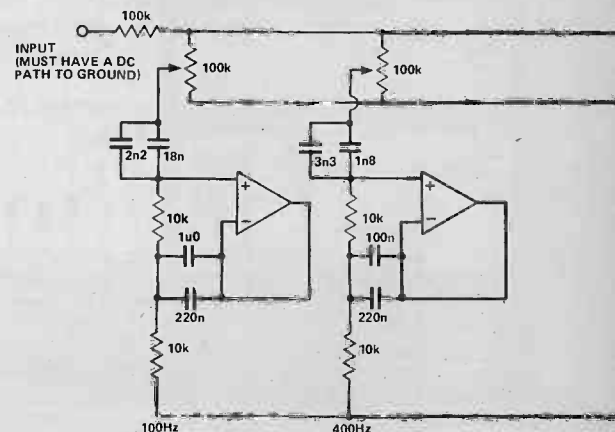 100k
INPUT
(MUST HAVE A DC
PATH TO GROUND)
100k
100k
2n2
18n
3n3
1n8
+
+
10k
10k
−
−
1u0
100n
220n
220n
10k
10k
100Hz
400Hz